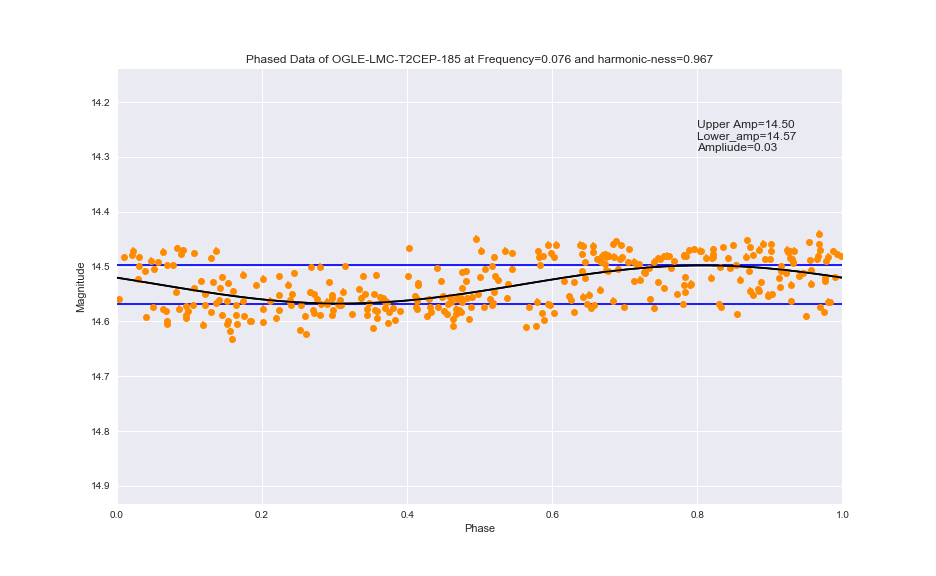 Phased Data of OGLE-LMC-T2CEP-185 at Frequency=0.076 and harmonic-ness=0.967
Upper Amp=14.50
Lower_amp=14.57
Ampliude=0.03
14.2
14.3
14.4
14.5
14.6
14.7
14.8
14.9
Magnitude
0.0 0.2 0.4 0.6 0.8 1.0
Phase